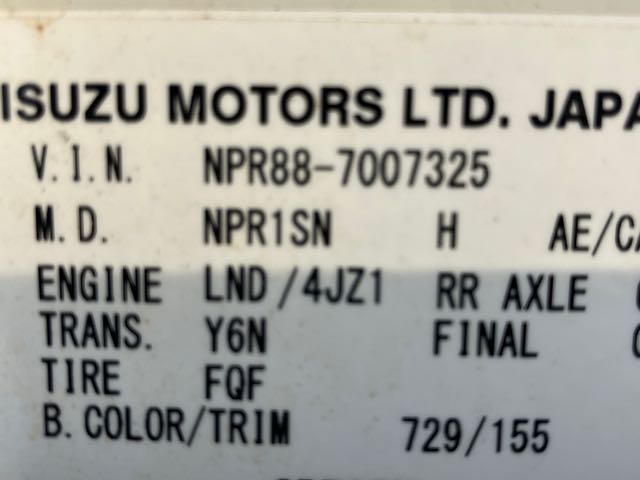 ISUZU MOTORS LTD. JAPA
V.I.N. NPR88-7007325
M.D. NPR1SN H AE/CA
ENGINE LND/4JZ1 RR AXLE
TRANS. Y6N FINAL
TIRE FQF
B.COLOR/TRIM 729/155